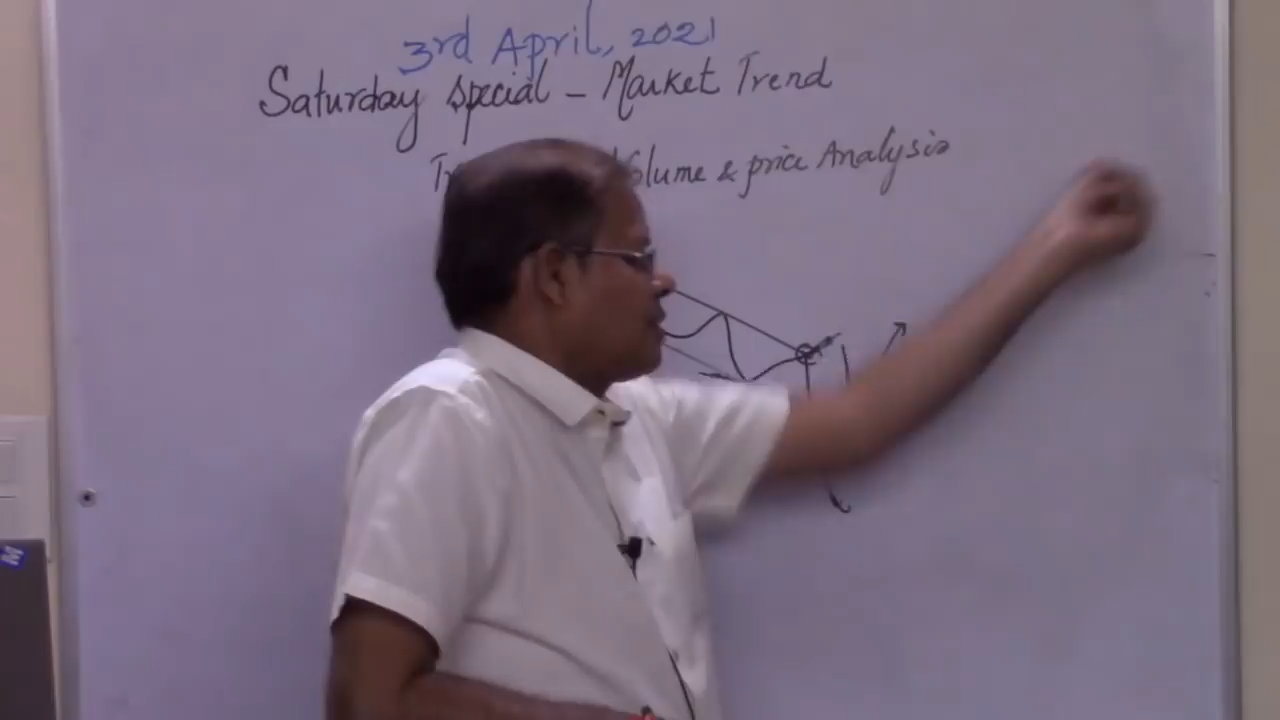 3rd April, 2021
Saturday special - Market Trend
Volume & price Analysis
M